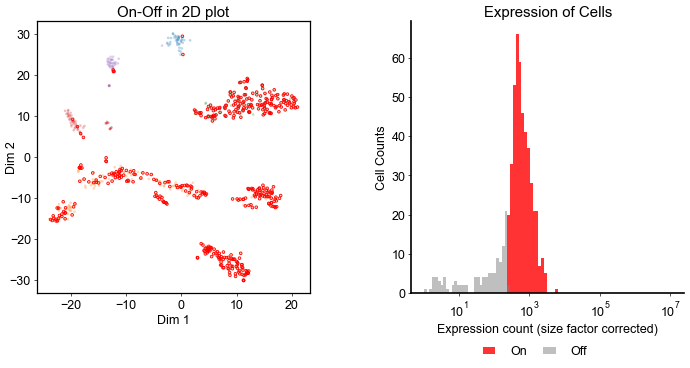 On-Off in 2D plot
Expression of Cells
30
20
10
0
−10
−20
−30
Dim 2
−20
−10
0
10
20
Dim 1
60
50
40
30
20
10
0
Cell Counts
10^1
10^3
10^5
10^7
Expression count (size factor corrected)
On
Off